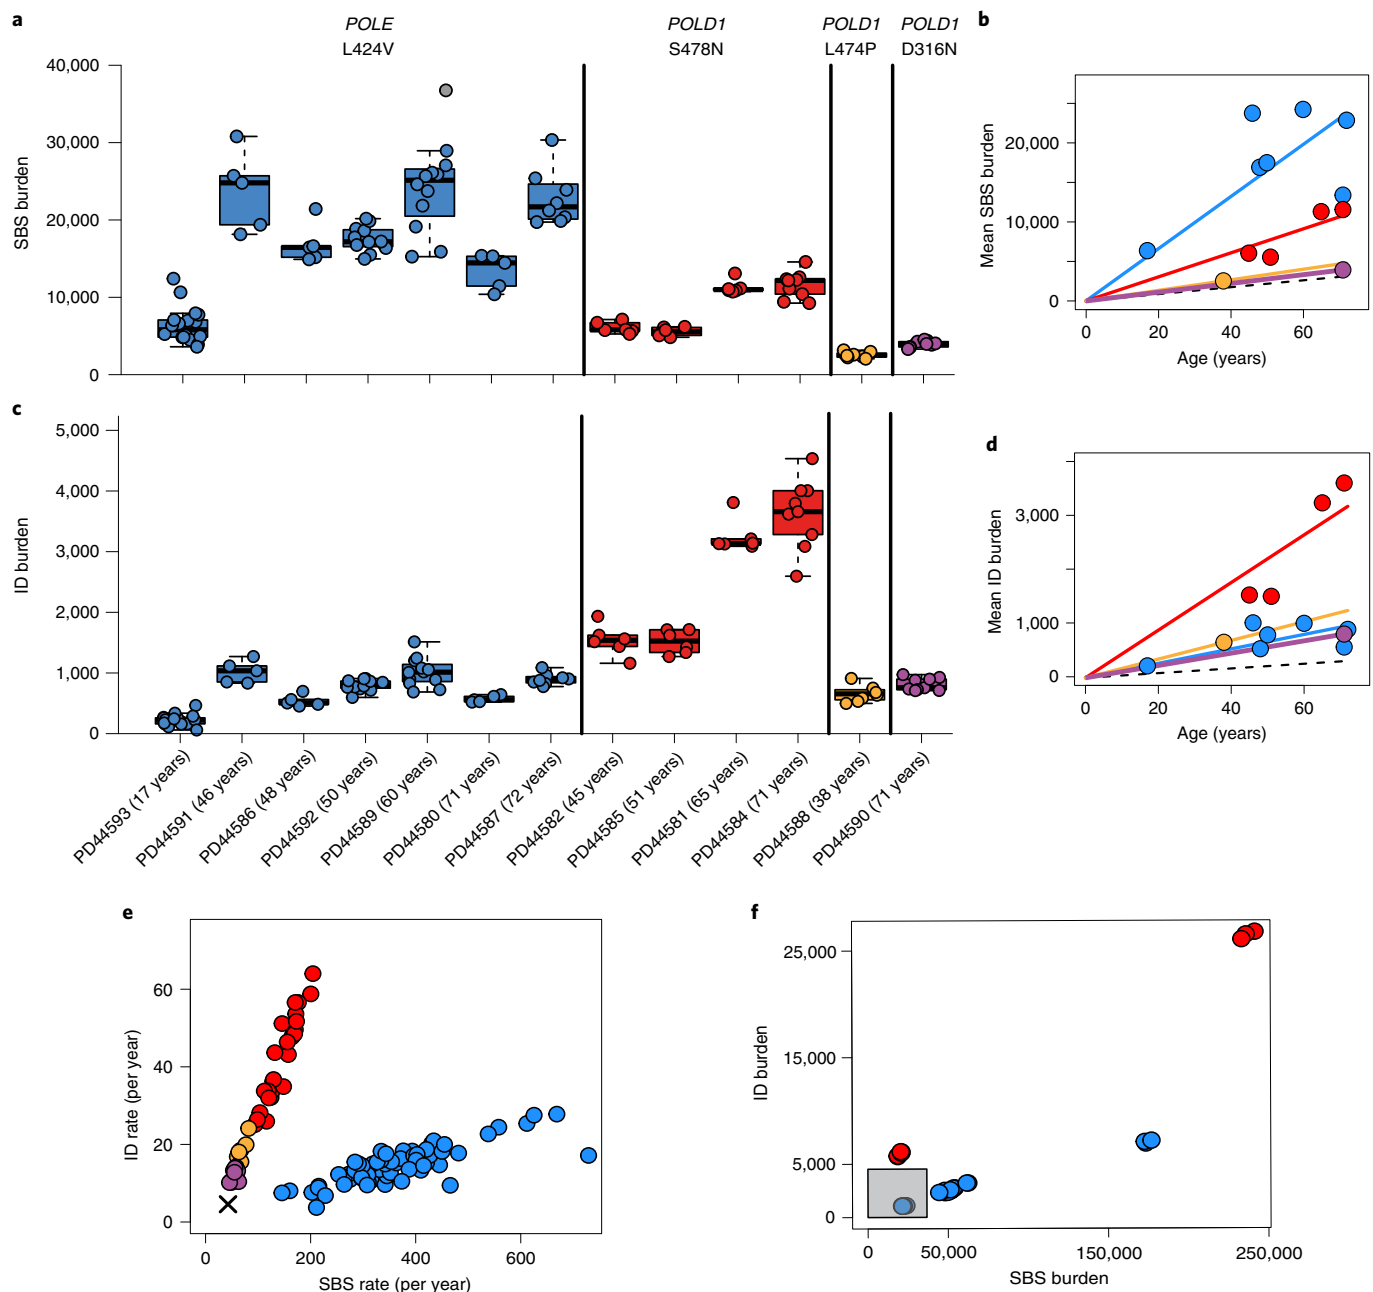 a
POLE
L424V
POLD1
S478N
POLD1
L474P
POLD1
D316N
SBS burden
40,000
30,000
20,000
10,000
0
b
Mean SBS burden
20,000
10,000
0
0 20 40 60
Age (years)
c
ID burden
5,000
4,000
3,000
2,000
1,000
0
PD44593 (17 years)
PD44591 (46 years)
PD44586 (48 years)
PD44592 (50 years)
PD44589 (60 years)
PD44580 (71 years)
PD44587 (72 years)
PD44582 (45 years)
PD44585 (51 years)
PD44581 (65 years)
PD44584 (71 years)
PD44588 (38 years)
PD44590 (71 years)
d
Mean ID burden
3,000
1,000
0
0 20 40 60
Age (years)
e
ID rate (per year)
60
40
20
0
0 200 400 600
SBS rate (per year)
f
ID burden
25,000
15,000
5,000
0
0 50,000 150,000 250,000
SBS burden